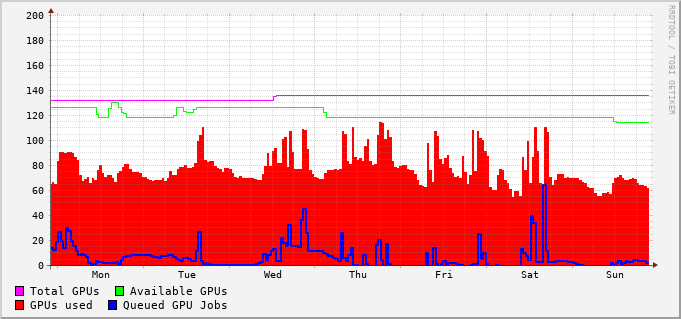 200
180
160
140
120
100
80
60
40
20
0
Mon Tue Wed Thu Fri Sat Sun
Total GPUs Available GPUs
GPUs used Queued GPU Jobs
RRDTOOL / TOBI OETIKER